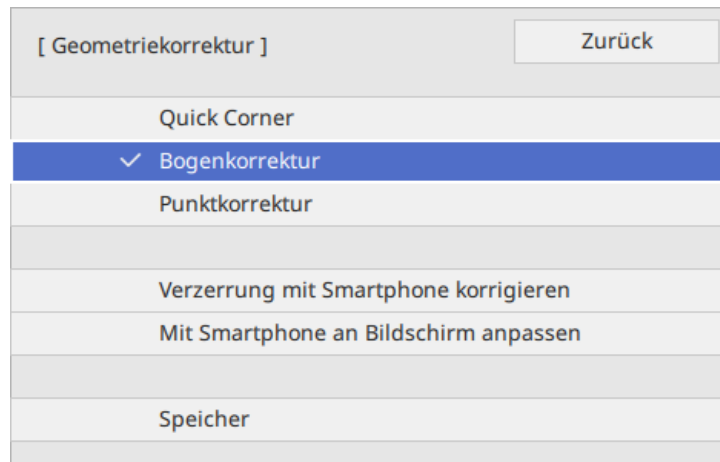 [ Geometriekorrektur ]
Zurück
Quick Corner
Bogenkorrektur
Punktkorrektur
Verzerrung mit Smartphone korrigieren
Mit Smartphone an Bildschirm anpassen
Speicher